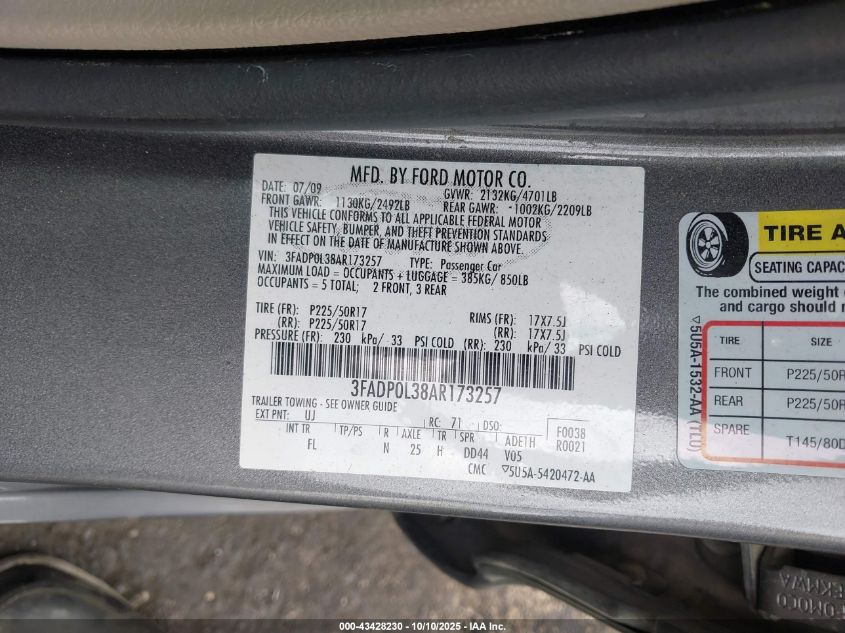 MFD. BY FORD MOTOR CO.
DATE: 07/09 GVWR: 2132KG/4701LB
FRONT GAWR: 1130KG/2492LB REAR GAWR: -1002KG/2209LB
THIS VEHICLE CONFORMS TO ALL APPLICABLE FEDERAL MOTOR
VEHICLE SAFETY, BUMPER, AND THEFT PREVENTION STANDARDS
IN EFFECT ON THE DATE OF MANUFACTURE SHOWN ABOVE.
VIN: 3FADP0L38AR173257 TYPE: Passenger Car
MAXIMUM LOAD = OCCUPANTS + LUGGAGE = 385KG/ 850LB
OCCUPANTS = 5 TOTAL; 2 FRONT, 3 REAR
TIRE (FR): P225/50R17 RIMS (FR): 17X7.5J
(RR): P225/50R17 (RR): 17X7.5J
PRESSURE (FR): 230 kPa/ 33 PSI COLD (RR): 230 kPa/ 33 PSI COLD
3FADP0L38AR173257
TRAILER TOWING - SEE OWNER GUIDE
EXT PNT: UJ RC: 71 DSO: F0038
INT TR TP/PS R AXLE TR SPR ADE1H R0021
FL N 25 H DD44 V05
CMC ▽5U5A-5420472-AA
TIRE A
SEATING CAPAC
The combined weight
and cargo should
▽5U5A-1532-AA (TLU)
TIRE SIZE
FRONT P225/50R
REAR P225/50R
SPARE T145/80D
FOMOCO
000-43428230 - 10/10/2025 - IAA Inc.